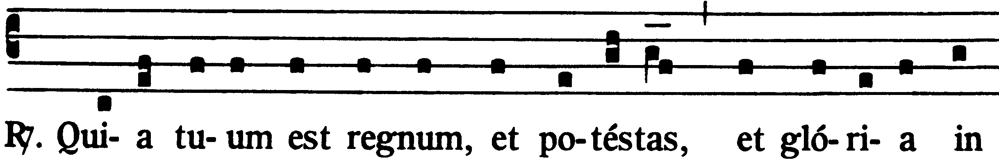 ℟. Qui- a tu- um est regnum, et po- téstas, et gló- ri- a in